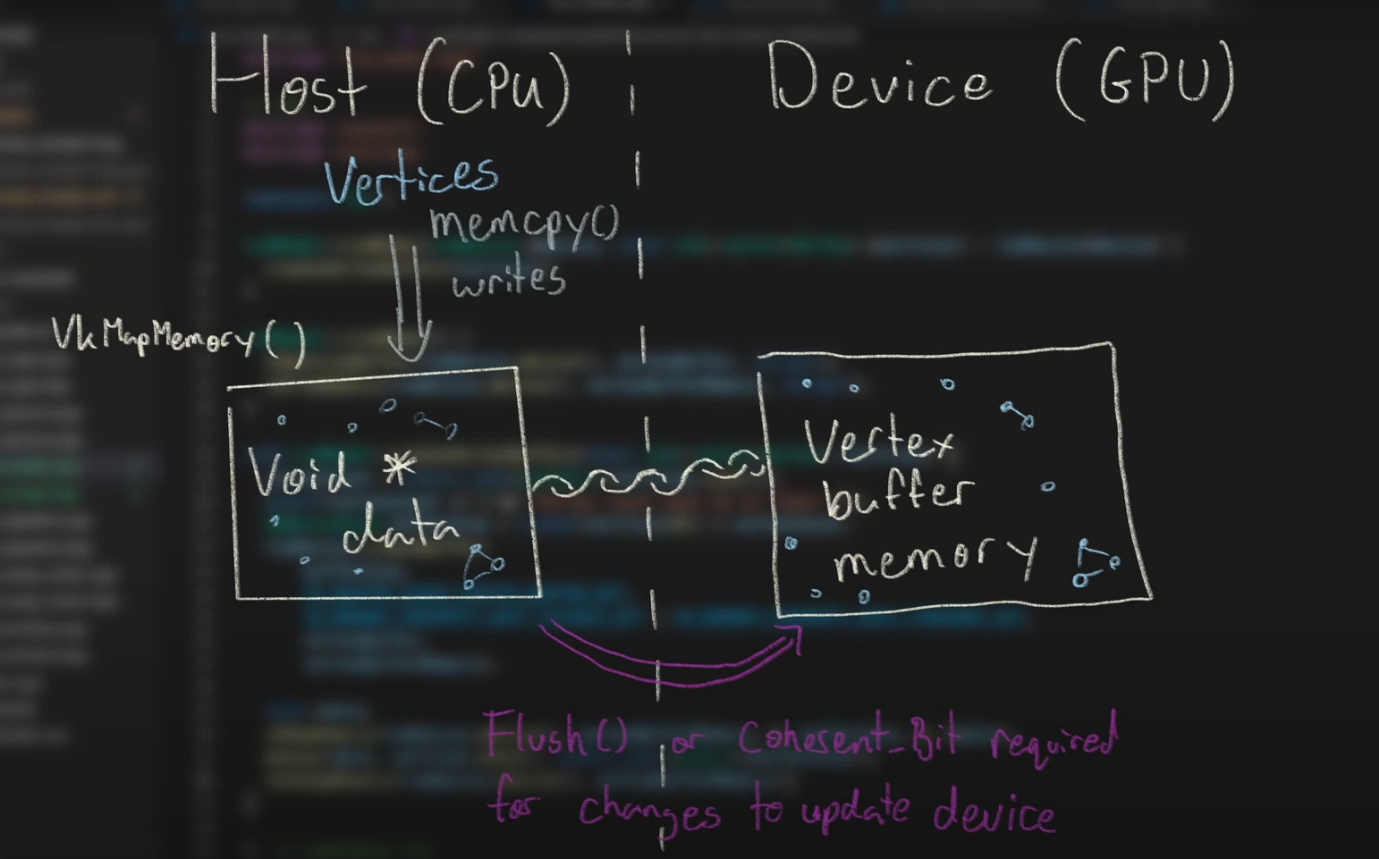 Host (CPU)
Device (GPU)
Vertices
memcpy()
writes
VkMapMemory()
Void *
data
Vertex
buffer
memory
Flush() or Coherent_Bit required
for changes to update device